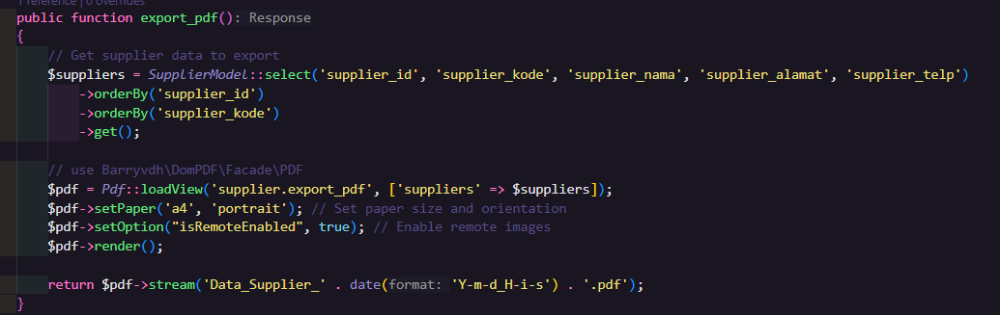 1 reference | 0 overrides
public function export_pdf(): Response
{
    // Get supplier data to export
    $suppliers = SupplierModel::select('supplier_id', 'supplier_kode', 'supplier_nama', 'supplier_alamat', 'supplier_telp')
        ->orderBy('supplier_id')
        ->orderBy('supplier_kode')
        ->get();

    // use Barryvdh\DomPDF\Facade\PDF
    $pdf = Pdf::loadView('supplier.export_pdf', ['suppliers' => $suppliers]);
    $pdf->setPaper('a4', 'portrait'); // Set paper size and orientation
    $pdf->setOption("isRemoteEnabled", true); // Enable remote images
    $pdf->render();

    return $pdf->stream('Data_Supplier_' . date(format: 'Y-m-d_H-i-s') . '.pdf');
}